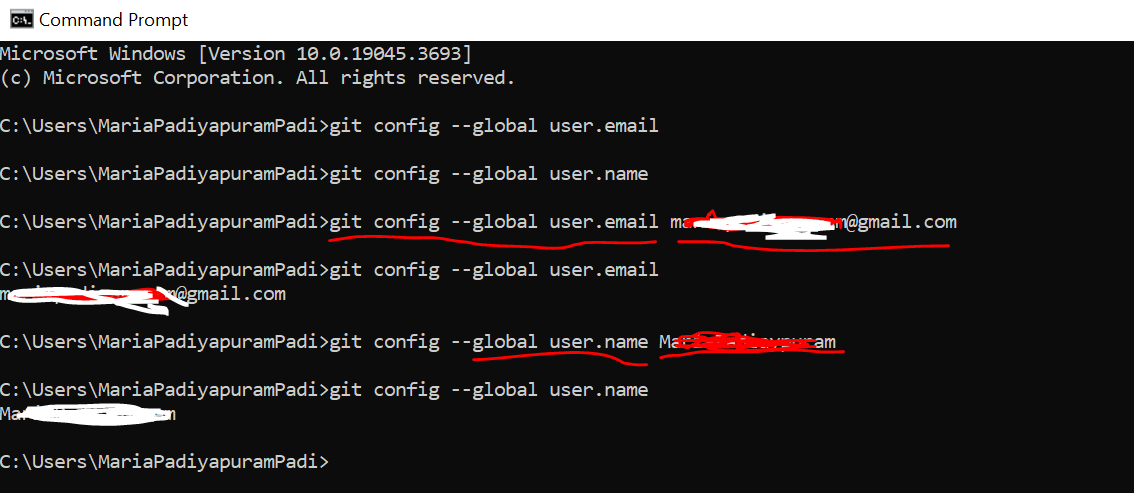 Command Prompt
Microsoft Windows [Version 10.0.19045.3693]
(c) Microsoft Corporation. All rights reserved.
C:\Users\MariaPadiyapuramPadi>git config --global user.email
C:\Users\MariaPadiyapuramPadi>git config --global user.name
C:\Users\MariaPadiyapuramPadi>git config --global user.email @gmail.com
C:\Users\MariaPadiyapuramPadi>git config --global user.email
@gmail.com
C:\Users\MariaPadiyapuramPadi>git config --global user.name
C:\Users\MariaPadiyapuramPadi>git config --global user.name
C:\Users\MariaPadiyapuramPadi>